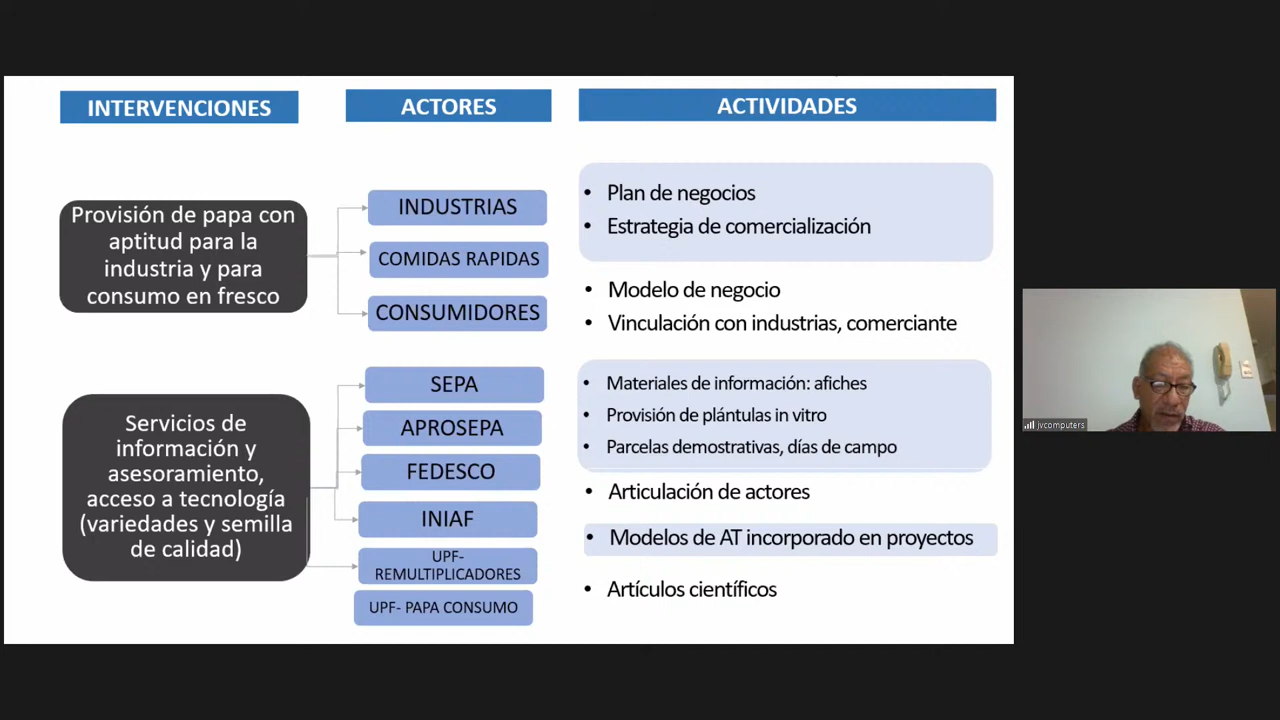 INTERVENCIONES
ACTORES
ACTIVIDADES
Provisión de papa con
aptitud para la
industria y para
consumo en fresco
INDUSTRIAS
COMIDAS RAPIDAS
CONSUMIDORES
• Plan de negocios
• Estrategia de comercialización
• Modelo de negocio
• Vinculación con industrias, comerciante
Servicios de
información y
asesoramiento,
acceso a tecnología
(variedades y semilla
de calidad)
SEPA
APROSEPA
FEDESCO
INIAF
UPF-
REMULTIPLICADORES
UPF- PAPA CONSUMO
• Materiales de información: afiches
• Provisión de plántulas in vitro
• Parcelas demostrativas, días de campo
• Articulación de actores
• Modelos de AT incorporado en proyectos
• Artículos científicos
jvcomputers